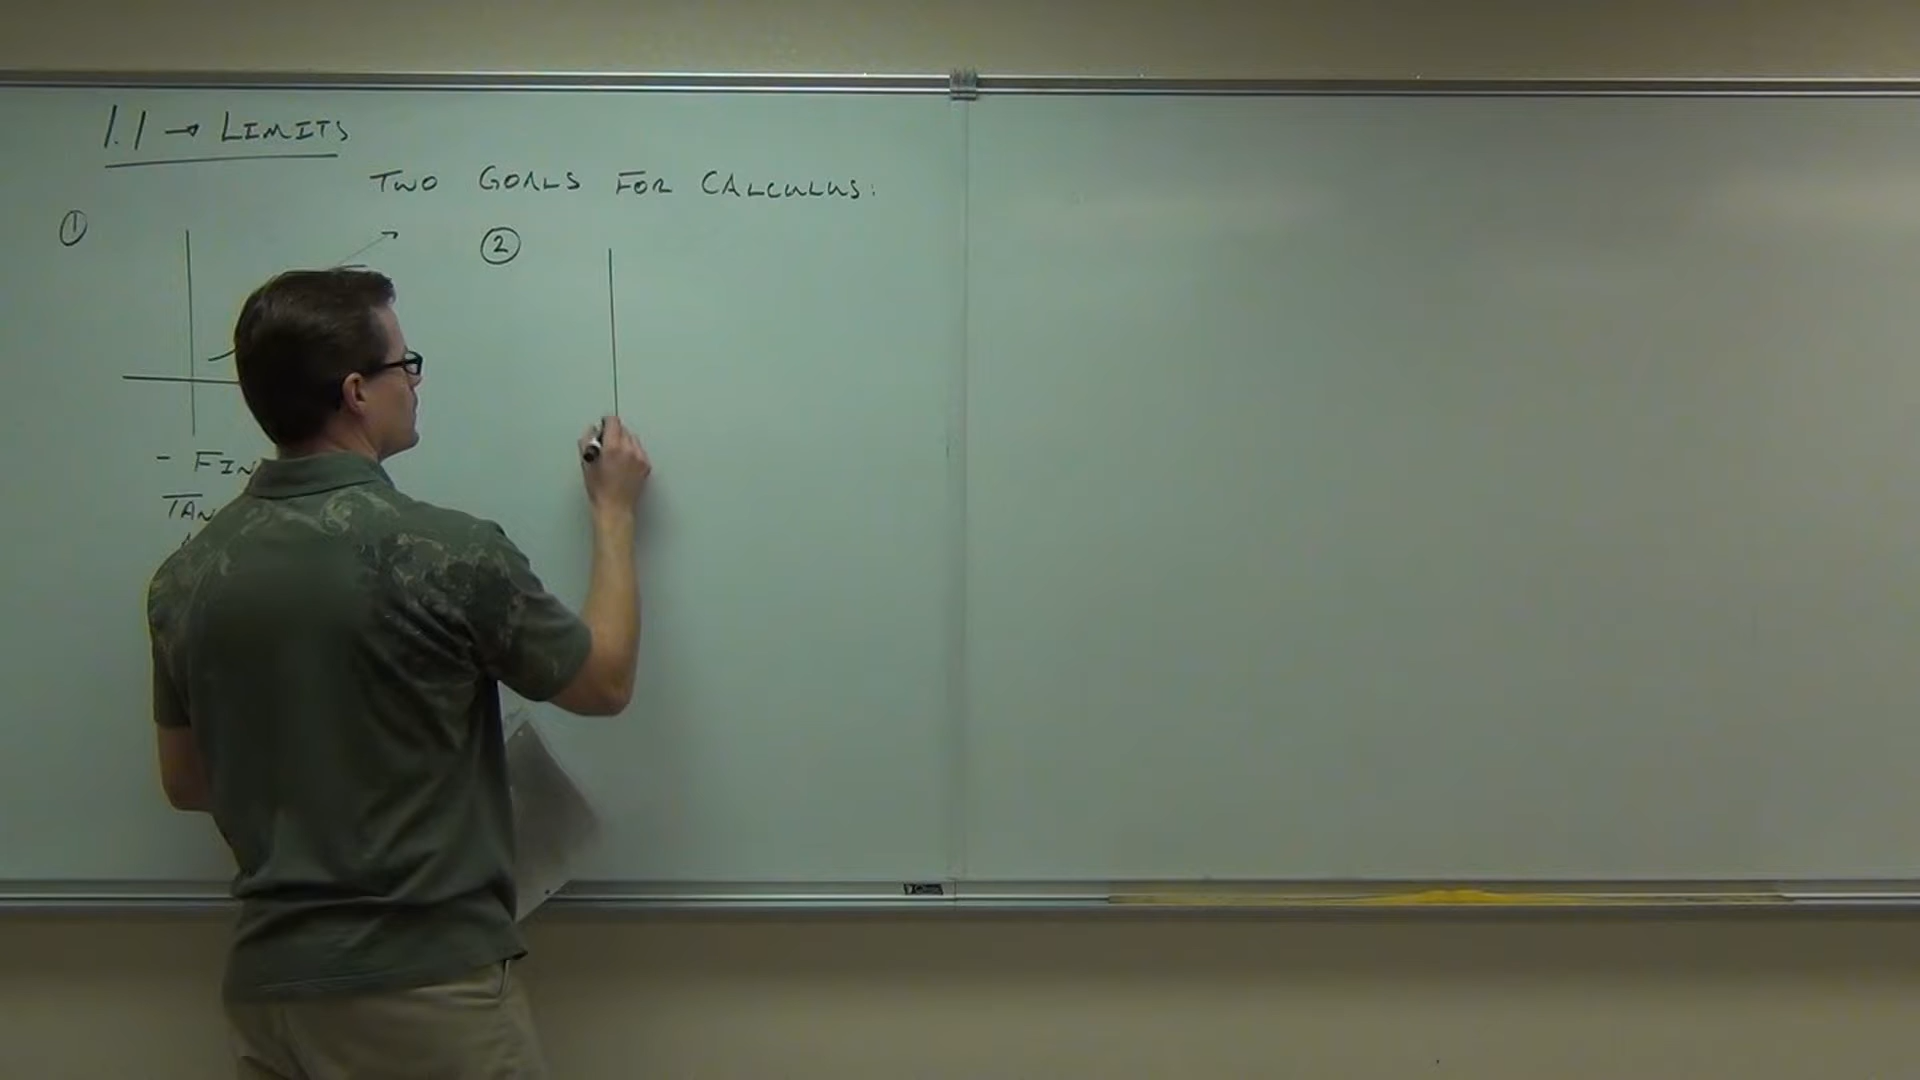 1.1 → LIMITS
TWO GOALS FOR CALCULUS:
①
②
- FIN
TAN